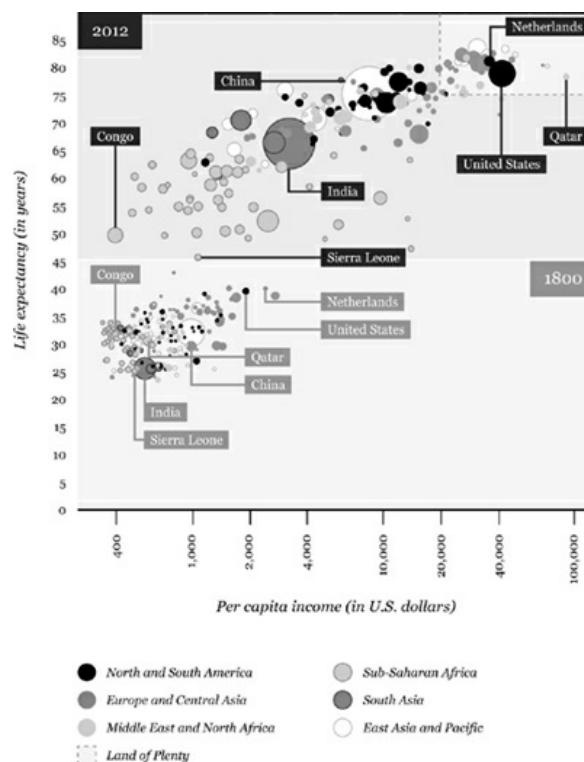 2012
Netherlands
China
Qatar
Congo
United States
India
Sierra Leone
1800
Congo
Netherlands
United States
Qatar
China
India
Sierra Leone
Life expectancy (in years)
85
80
75
70
65
60
55
50
45
40
35
30
25
20
15
10
5
0
400
1,000
2,000
4,000
10,000
20,000
40,000
100,000
Per capita income (in U.S. dollars)
North and South America
Sub-Saharan Africa
Europe and Central Asia
South Asia
Middle East and North Africa
East Asia and Pacific
Land of Plenty